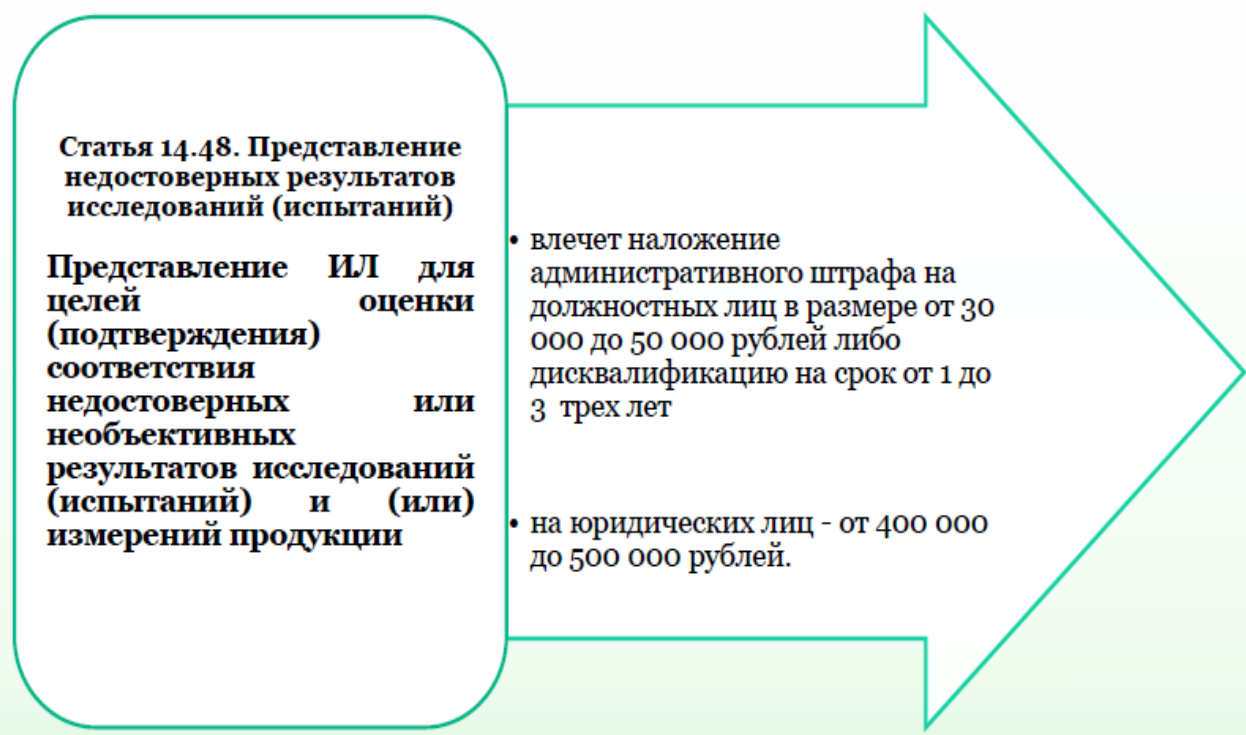 Статья 14.48. Представление
недостоверных результатов
исследований (испытаний)
Представление ИЛ для
целей оценки
(подтверждения)
соответствия
недостоверных или
необъективных
результатов исследований
(испытаний) и (или)
измерений продукции
• влечет наложение
административного штрафа на
должностных лиц в размере от 30
000 до 50 000 рублей либо
дисквалификацию на срок от 1 до
3 трех лет
• на юридических лиц - от 400 000
до 500 000 рублей.